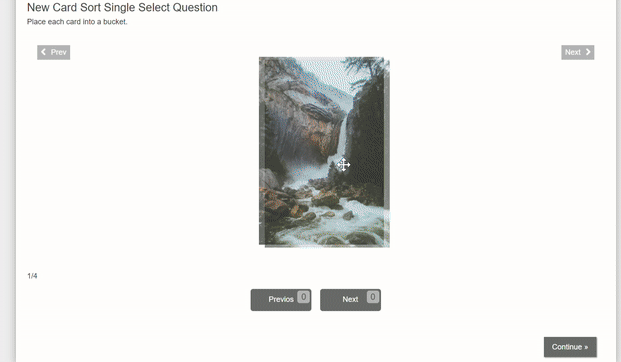 New Card Sort Single Select Question
Place each card into a bucket.
Prev
Next
1/4
Previos 0
Next 0
Continue »